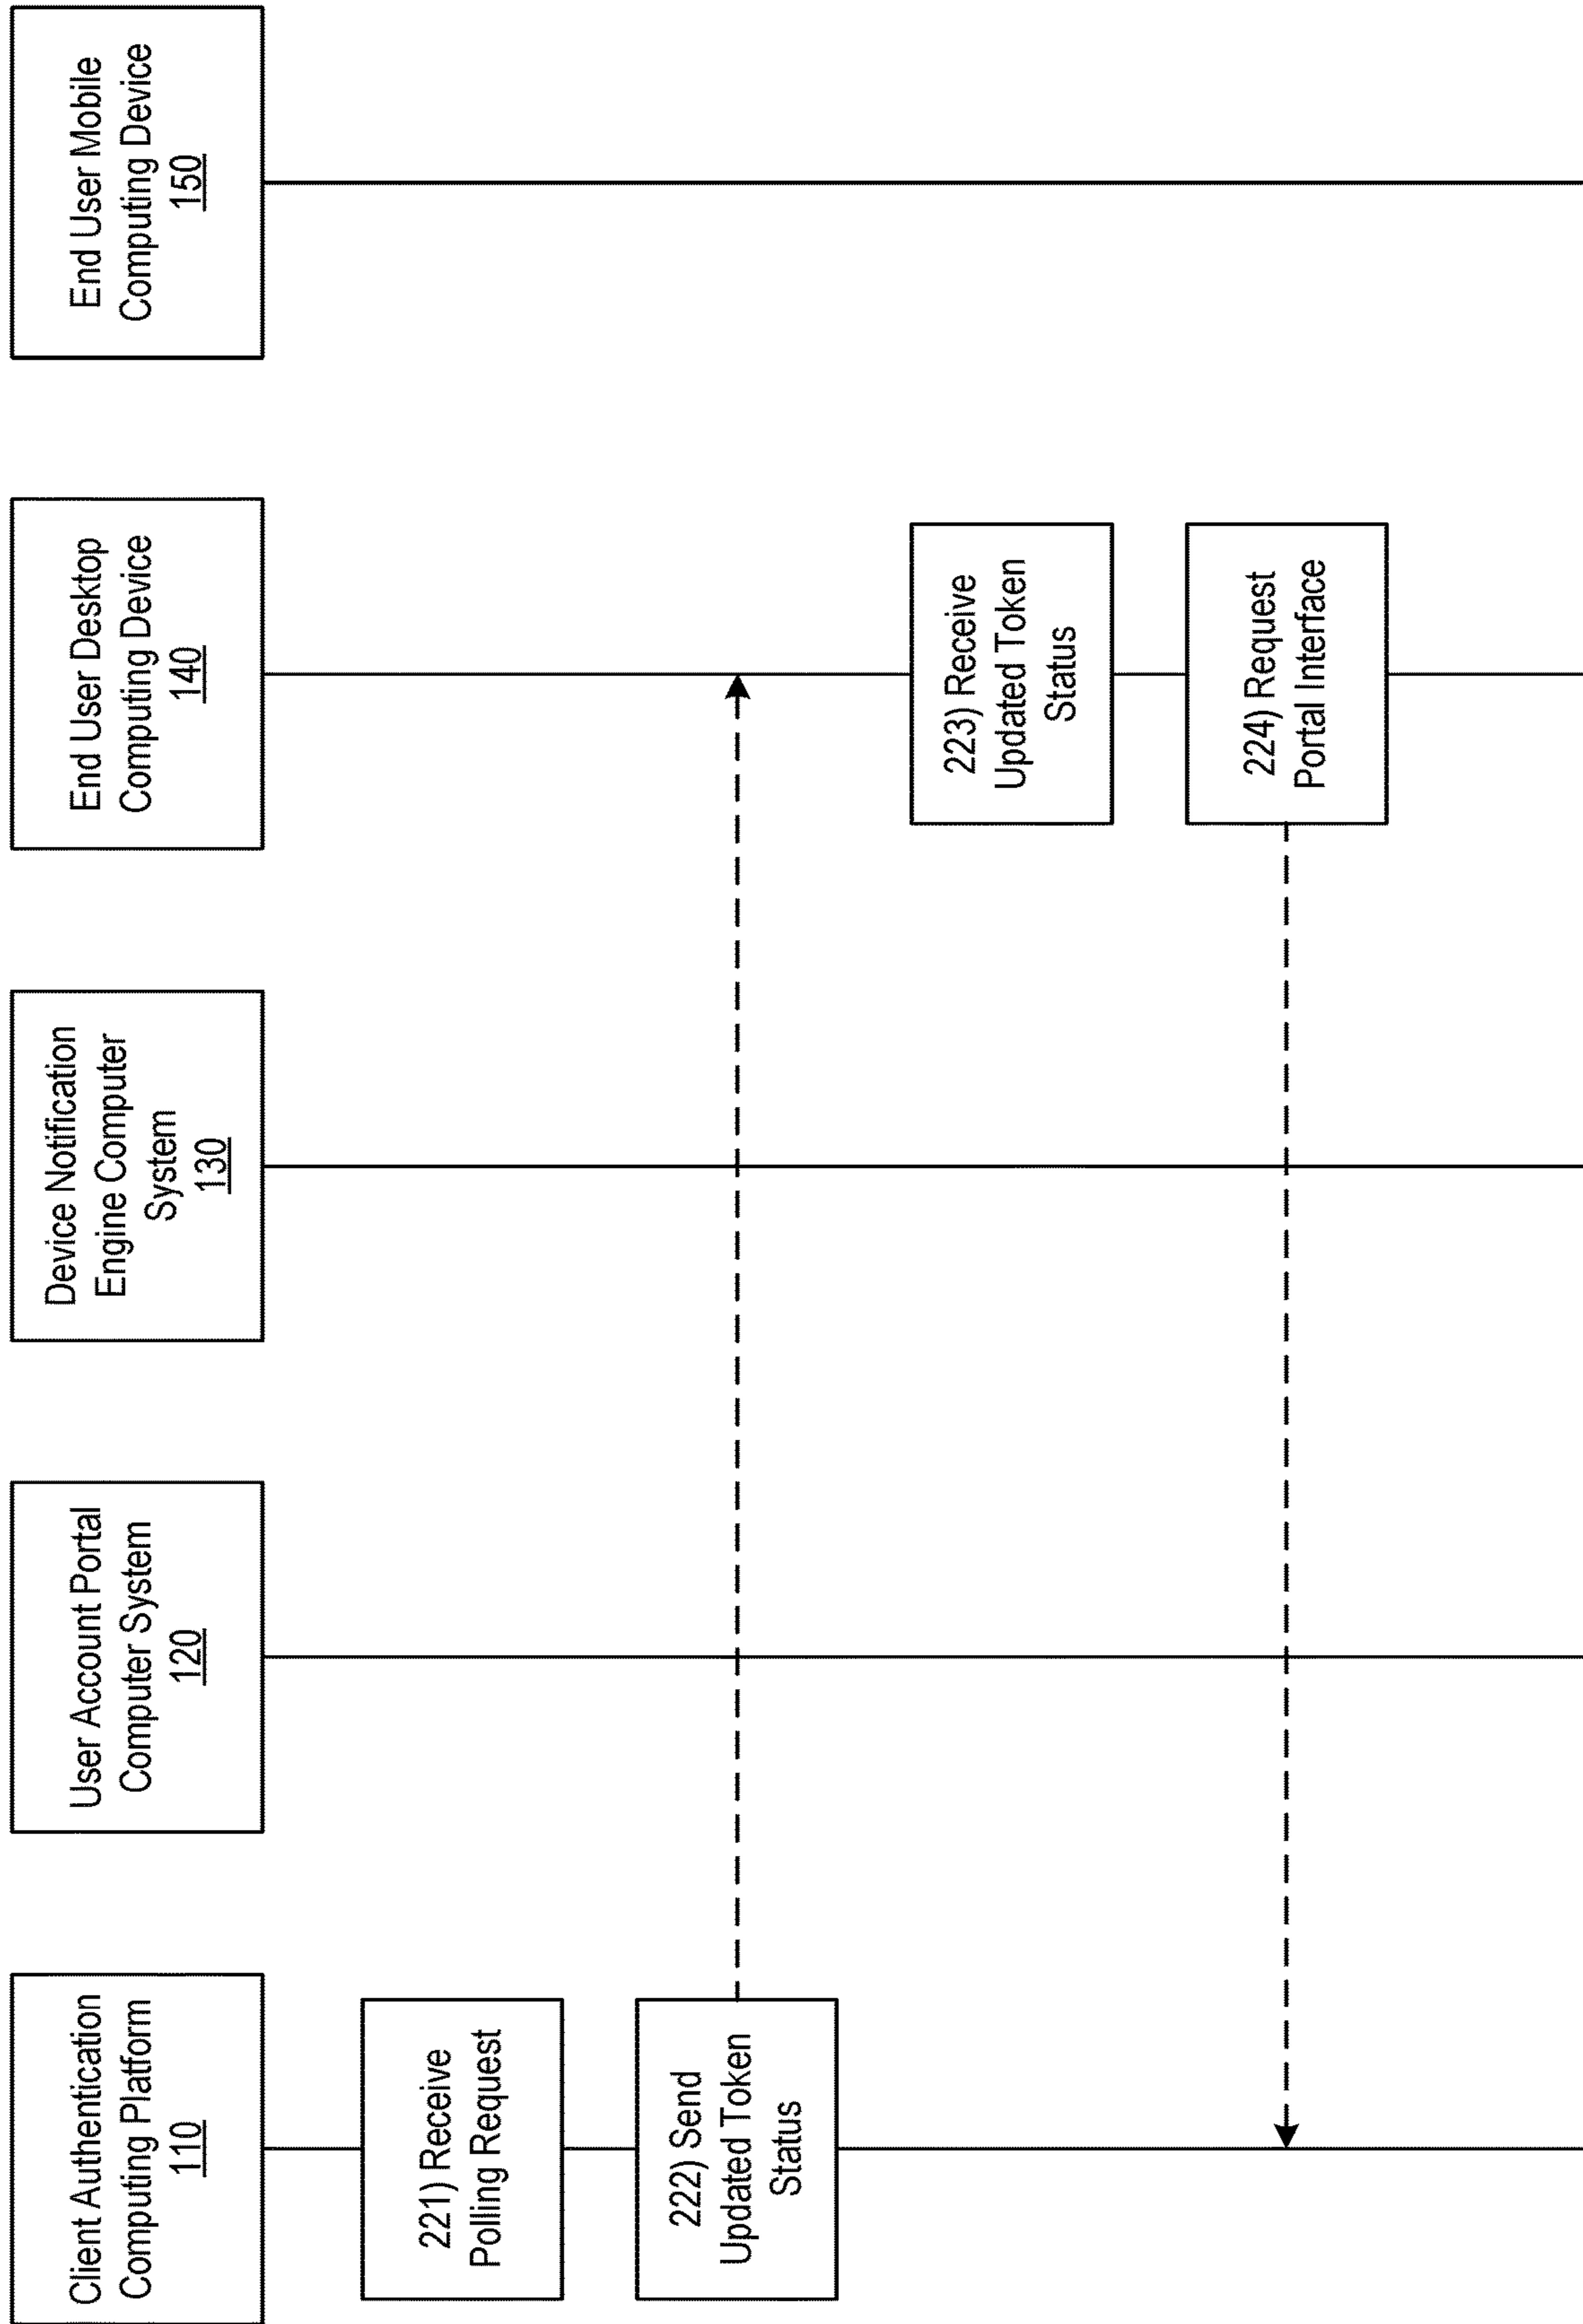 Client Authentication
Computing Platform
110
User Account Portal
Computer System
120
Device Notification
Engine Computer
System
130
End User Desktop
Computing Device
140
End User Mobile
Computing Device
150
221) Receive
Polling Request
222) Send
Updated Token
Status
223) Receive
Updated Token
Status
224) Request
Portal Interface